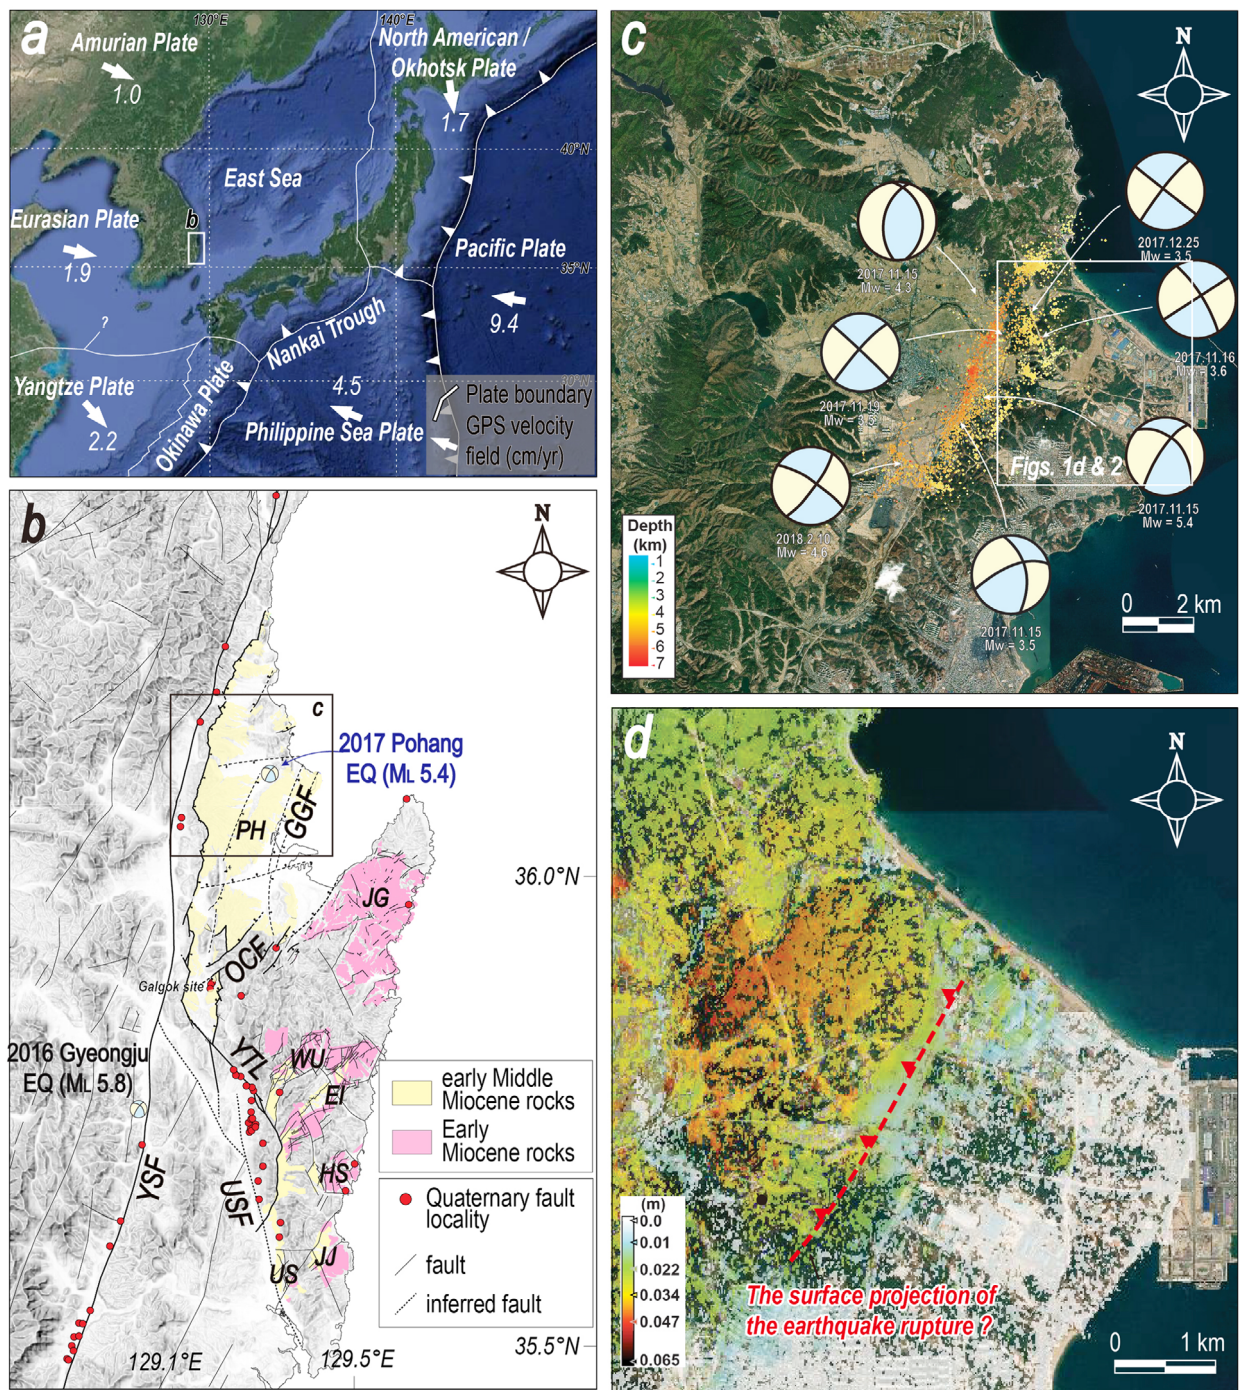 a
130°E
140°E
Amurian Plate
1.0
North American /
Okhotsk Plate
1.7
40°N
East Sea
Eurasian Plate
1.9
b
Pacific Plate
35°N
9.4
?
Nankai Trough
Yangtze Plate
2.2
Okinawa Plate
4.5
Philippine Sea Plate
Plate boundary
GPS velocity
field (cm/yr)
b
N
c
2017 Pohang
EQ (ML 5.4)
PH
GGF
36.0°N
JG
OCF
Galgok site
2016 Gyeongju
EQ (ML 5.8)
YTL
WU
EI
YSF
USF
HS
US
JJ
early Middle
Miocene rocks
Early
Miocene rocks
Quaternary fault
locality
fault
inferred fault
35.5°N
129.1°E
129.5°E
c
N
2017.12.25
Mw = 3.5
2017.11.15
Mw = 4.3
2017.11.16
Mw = 3.6
2017.11.19
Mw = 3.5
Figs. 1d & 2
2017.11.15
Mw = 5.4
2018.2.10
Mw = 4.6
2017.11.15
Mw = 3.5
Depth
(km)
-1
-2
-3
4
-5
-6
-7
0 2 km
d
N
(m)
0.0
0.01
0.022
0.034
0.047
0.065
The surface projection of
the earthquake rupture ?
0 1 km